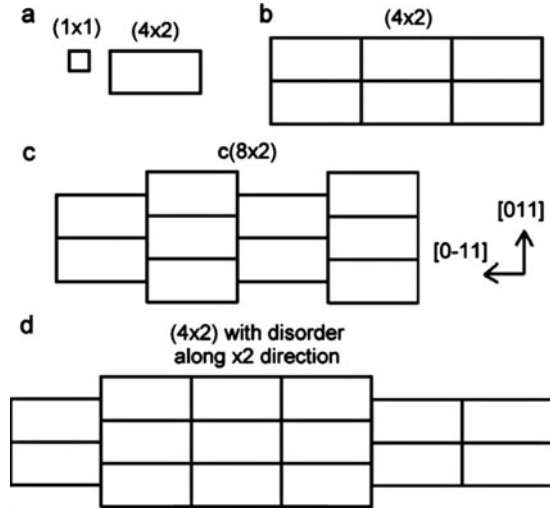 a
(1x1)
(4x2)
b
(4x2)
c
c(8x2)
[011]
[0-11]
d
(4x2) with disorder
along x2 direction